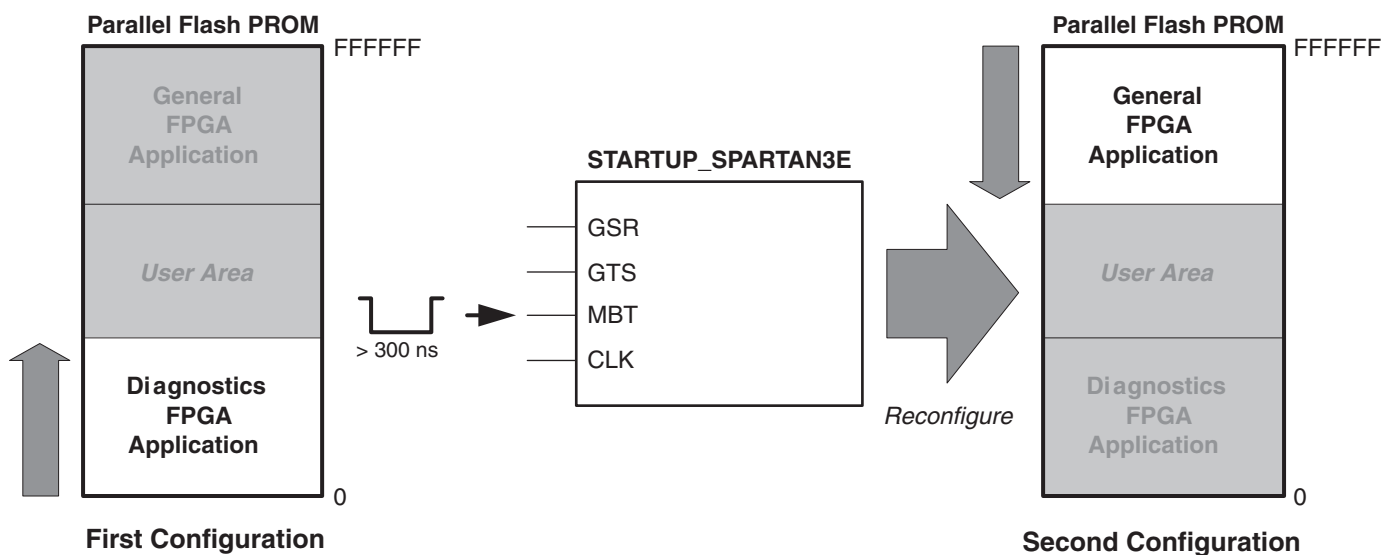 Parallel Flash PROM
FFFFFF
General
FPGA
Application
User Area
Diagnostics
FPGA
Application
0
First Configuration
> 300 ns
STARTUP_SPARTAN3E
GSR
GTS
MBT
CLK
Reconfigure
Parallel Flash PROM
FFFFFF
General
FPGA
Application
User Area
Diagnostics
FPGA
Application
0
Second Configuration